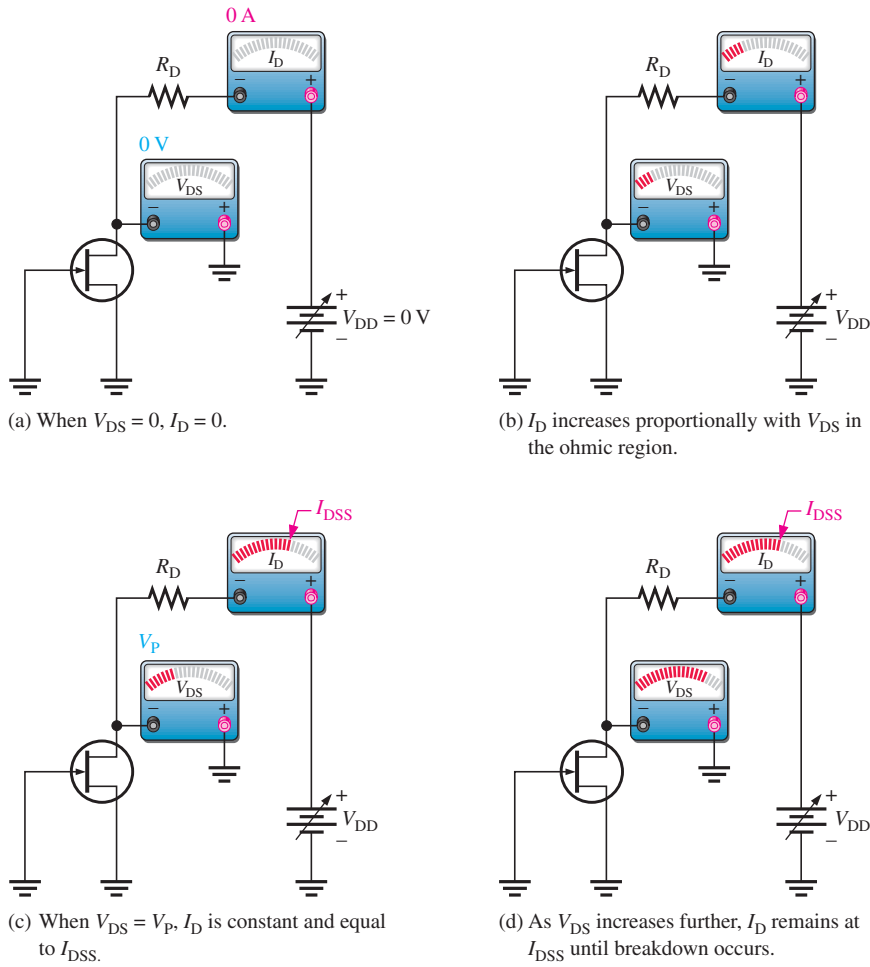 0 A
I_D
R_D
− +
0 V
V_DS
− +
+
V_DD = 0 V
−
(a) When V_DS = 0, I_D = 0.
I_D
R_D
− +
V_DS
− +
+
V_DD
−
(b) I_D increases proportionally with V_DS in
the ohmic region.
I_DSS
I_D
R_D
− +
V_P
V_DS
− +
+
V_DD
−
(c) When V_DS = V_P, I_D is constant and equal
to I_DSS.
I_DSS
I_D
R_D
− +
V_DS
− +
+
V_DD
−
(d) As V_DS increases further, I_D remains at
I_DSS until breakdown occurs.